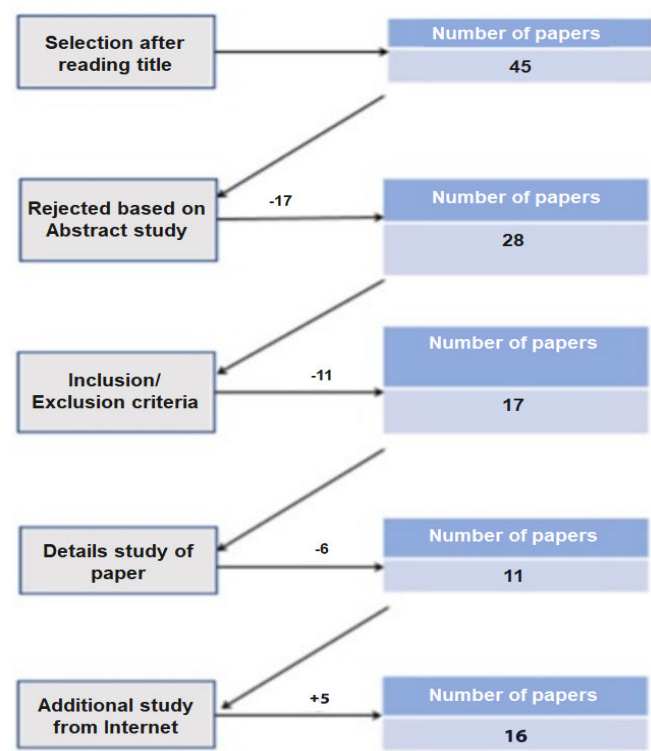 Selection after
reading title
Number of papers
45
Rejected based on
Abstract study
-17
Number of papers
28
Inclusion/
Exclusion criteria
-11
Number of papers
17
Details study of
paper
-6
Number of papers
11
Additional study
from Internet
+5
Number of papers
16